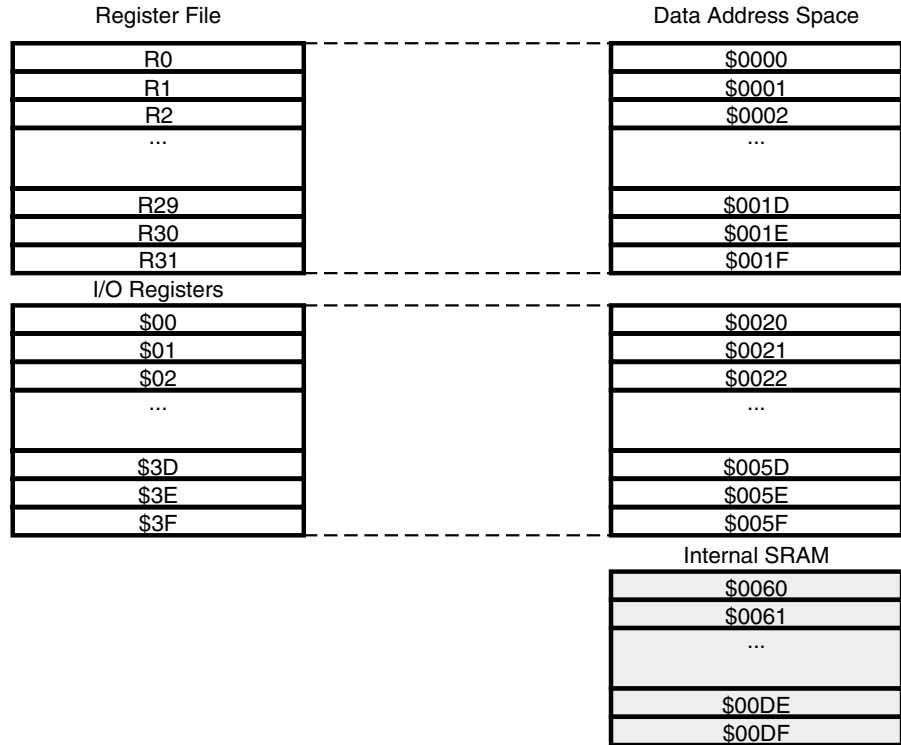 Register File
Data Address Space
R0
$0000
R1
$0001
R2
$0002
...
...
R29
$001D
R30
$001E
R31
$001F
I/O Registers
$00
$0020
$01
$0021
$02
$0022
...
...
$3D
$005D
$3E
$005E
$3F
$005F
Internal SRAM
$0060
$0061
...
$00DE
$00DF